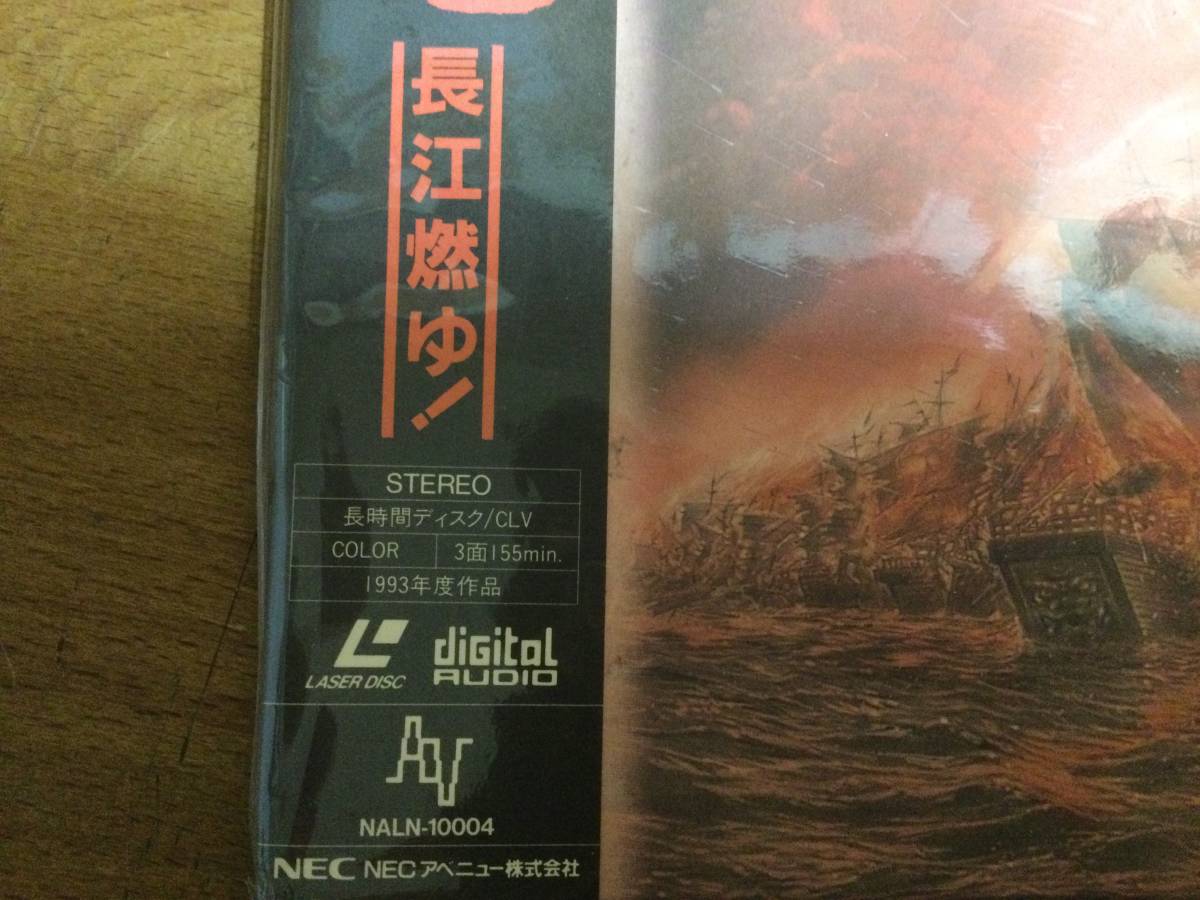 長江燃ゆ!
STEREO
長時間ディスク/CLV
COLOR 3面155min.
1993年度作品
LASER DISC
digital AUDIO
AV
NALN-10004
NEC NECアベニュー株式会社